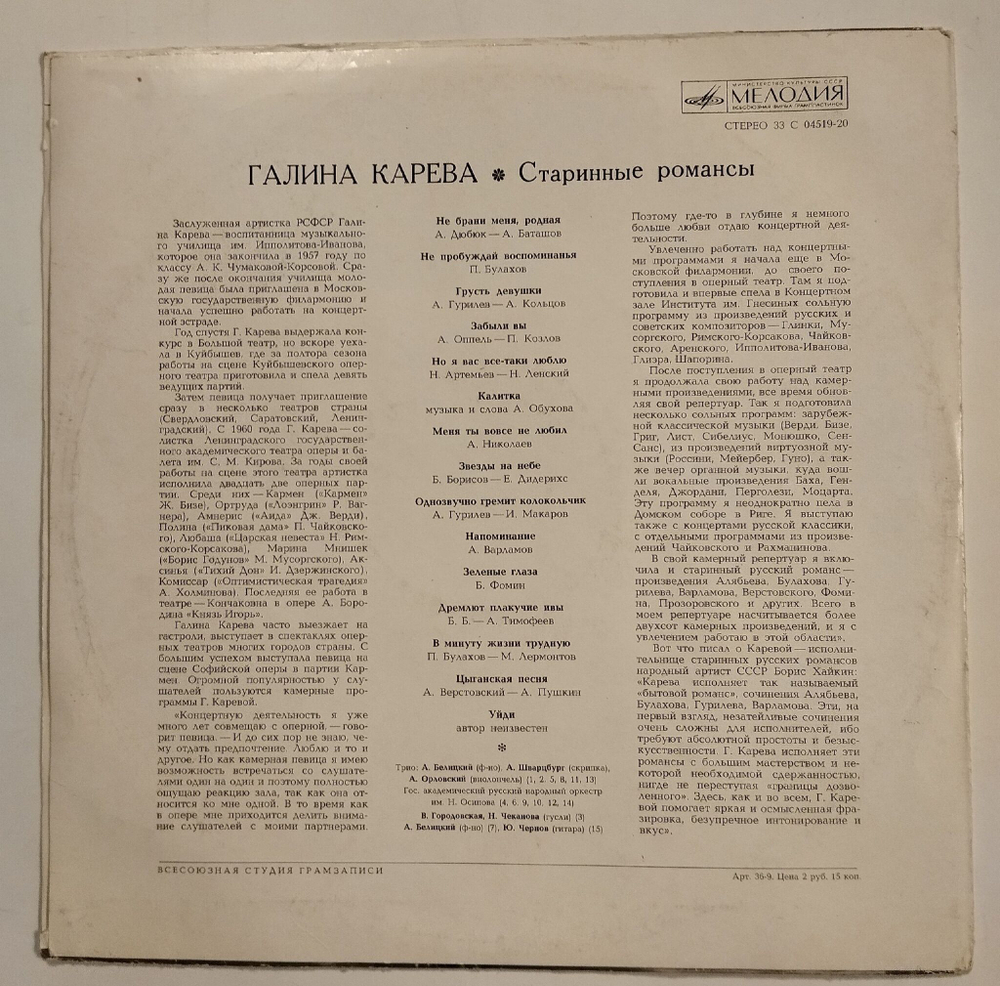 МИНИСТЕРСТВО КУЛЬТУРЫ СССР
МЕЛОДИЯ
ВСЕСОЮЗНАЯ ФИРМА ГРАМПЛАСТИНОК
СТЕРЕО 33 С 04519-20
ГАЛИНА КАРЕВА ✽ Старинные романсы
Заслуженная артистка РСФСР Гали-
на Карева — воспитанница музыкально-
го училища им. Ипполитова-Иванова,
которое она закончила в 1957 году по
классу А. К. Чумаковой-Корсовой. Сра-
зу же после окончания училища моло-
дая певица была приглашена в Москов-
скую государственную филармонию и
начала успешно работать на концерт-
ной эстраде.
Год спустя Г. Карева выдержала кон-
курс в Большой театр, но вскоре уеха-
ла в Куйбышев, где за полтора сезона
работы на сцене Куйбышевского опер-
ного театра приготовила и спела девять
ведущих партий.
Затем певица получает приглашение
сразу в несколько театров страны
(Свердловский, Саратовский, Ленин-
градский). С 1960 года Г. Карева — со-
листка Ленинградского государствен-
ного академического театра оперы и ба-
лета им. С. М. Кирова. За годы своей
работы на сцене этого театра артистка
исполнила двадцать две оперных пар-
тии. Среди них — Кармен («Кармен»
Ж. Бизе), Ортруда («Лоэнгрин» Р. Ваг-
нера), Амнерис («Аида» Дж. Верди),
Полина («Пиковая дама» П. Чайковско-
го), Любаша («Царская невеста» Н. Рим-
ского-Корсакова), Марина Мнишек
(«Борис Годунов» М. Мусоргского), Ак-
синья («Тихий Дон» И. Дзержинского),
Комиссар («Оптимистическая трагедия»
А. Холминова). Последняя ее работа в
театре — Кончаковна в опере А. Боро-
дина «Князь Игорь».
Галина Карева часто выезжает на
гастроли, выступает в спектаклях опер-
ных театров многих городов страны. С
большим успехом выступала певица на
сцене Софийской оперы в партии Кар-
мен. Огромной популярностью у слу-
шателей пользуются камерные про-
граммы Г. Каревой.
«Концертную деятельность я уже
много лет совмещаю с оперной, — гово-
рит певица. — И до сих пор не знаю, че-
му отдать предпочтение. Люблю и то и
другое. Но как камерная певица я имею
возможность встречаться со слушате-
лями один на один и поэтому полностью
ощущаю реакцию зала, так как она от-
носится ко мне одной. В то время как
в опере мне приходится делить внима-
ние слушателей с моими партнерами.
Не брани меня, родная
А. Дюбюк — А. Баташов
Не пробуждай воспоминанья
П. Булахов
Грусть девушки
А. Гурилев — А. Кольцов
Забыли вы
А. Оппель — П. Козлов
Но я вас все-таки люблю
Н. Артемьев — Н. Ленский
Калитка
музыка и слова А. Обухова
Меня ты вовсе не любил
А. Николаев
Звезды на небе
Б. Борисов — Е. Дидерихс
Однозвучно гремит колокольчик
А. Гурилев — И. Макаров
Напоминание
А. Варламов
Зеленые глаза
Б. Фомин
Дремлют плакучие ивы
Б. Б. — А. Тимофеев
В минуту жизни трудную
П. Булахов — М. Лермонтов
Цыганская песня
А. Верстовский — А. Пушкин
Уйди
автор неизвестен
✽
Трио: А. Белицкий (ф-но), А. Шварцбург (скрипка),
А. Орловский (виолончель) (1, 2. 5, 8, 11, 13)
Гос. академический русский народный оркестр
им. Н. Осипова (4, 6. 9, 10, 12, 14)
В. Городовская, Н. Чеканова (гусли) (3)
А. Белицкий (ф-но) (7), Ю. Чернов (гитара) (15)
Поэтому где-то в глубине я немного
больше любви отдаю концертной дея-
тельности.
Увлеченно работать над концертны-
ми программами я начала еще в Мо-
сковской филармонии, до своего по-
ступления в оперный театр. Там я под-
готовила и впервые спела в Концертном
зале Института им. Гнесиных сольную
программу из произведений русских и
советских композиторов — Глинки, Му-
соргского, Римского-Корсакова, Чайков-
ского, Аренского, Ипполитова-Иванова,
Глиэра, Шапорина.
После поступления в оперный театр
я продолжала свою работу над камер-
ными произведениями, все время обнов-
ляя свой репертуар. Так я подготовила
несколько сольных программ: зарубеж-
ной классической музыки (Верди, Бизе,
Григ, Лист, Сибелиус, Монюшко, Сен-
Санс), из произведений виртуозной му-
зыки (Россини, Мейербер, Гуно), а так-
же вечер органной музыки, куда вош-
ли вокальные произведения Баха, Ген-
деля, Джордани, Перголези, Моцарта.
Эту программу я неоднократно пела в
Домском соборе в Риге. Я выступаю
также с концертами русской классики,
с отдельными программами из произве-
дений Чайковского и Рахманинова.
В свой камерный репертуар я вклю-
чила и старинный русский романс —
произведения Алябьева, Булахова, Гу-
рилева, Варламова, Верстовского, Фоми-
на, Прозоровского и других. Всего в
моем репертуаре насчитывается более
двухсот камерных произведений, и я с
увлечением работаю в этой области».
Вот что писал о Каревой — исполни-
тельнице старинных русских романсов
народный артист СССР Борис Хайкин:
«Карева исполняет так называемый
«бытовой романс», сочинения Алябьева,
Булахова, Гурилева, Варламова. Эти, на
первый взгляд, незатейливые сочинения
очень сложны для исполнителей, ибо
требуют абсолютной простоты и безыс-
кусственности. Г. Карева исполняет эти
романсы с большим мастерством и не-
которой необходимой сдержанностью,
нигде не переступая «границы дозво-
ленного». Здесь, как и во всем, Г. Каре-
вой помогает яркая и осмысленная фра-
зировка, безупречное интонирование и
вкус».
ВСЕСОЮЗНАЯ СТУДИЯ ГРАМЗАПИСИ
Арт. 36-9. Цена 2 руб. 15 коп.